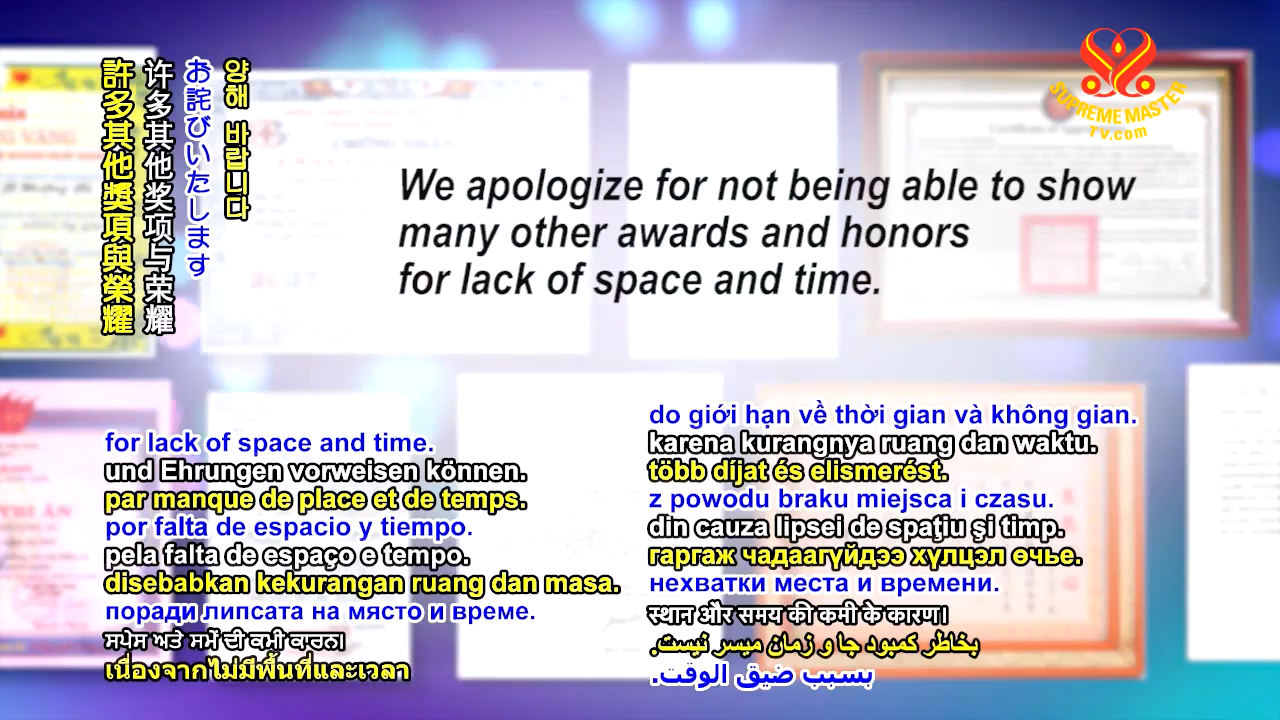 許多其他獎項與榮耀
许多其他奖项与荣耀
お詫びいたします
양해 바랍니다
SUPREME MASTER
TV.com
We apologize for not being able to show
many other awards and honors
for lack of space and time.
for lack of space and time.
und Ehrungen vorweisen können.
par manque de place et de temps.
por falta de espacio y tiempo.
pela falta de espaço e tempo.
disebabkan kekurangan ruang dan masa.
поради липсата на място и време.
ਸਪੇਸ ਅਤੇ ਸਮੇਂ ਦੀ ਕਮੀ ਕਾਰਨ।
เนื่องจากไม่มีพื้นที่และเวลา
do giới hạn về thời gian và không gian.
karena kurangnya ruang dan waktu.
több díjat és elismerést.
z powodu braku miejsca i czasu.
din cauza lipsei de spaţiu şi timp.
гаргаж чадаагүйдээ хүлцэл өчье.
нехватки места и времени.
स्थान और समय की कमी के कारण।
بخاطر کمبود جا و زمان میسر نیست.
بسبب ضيق الوقت.